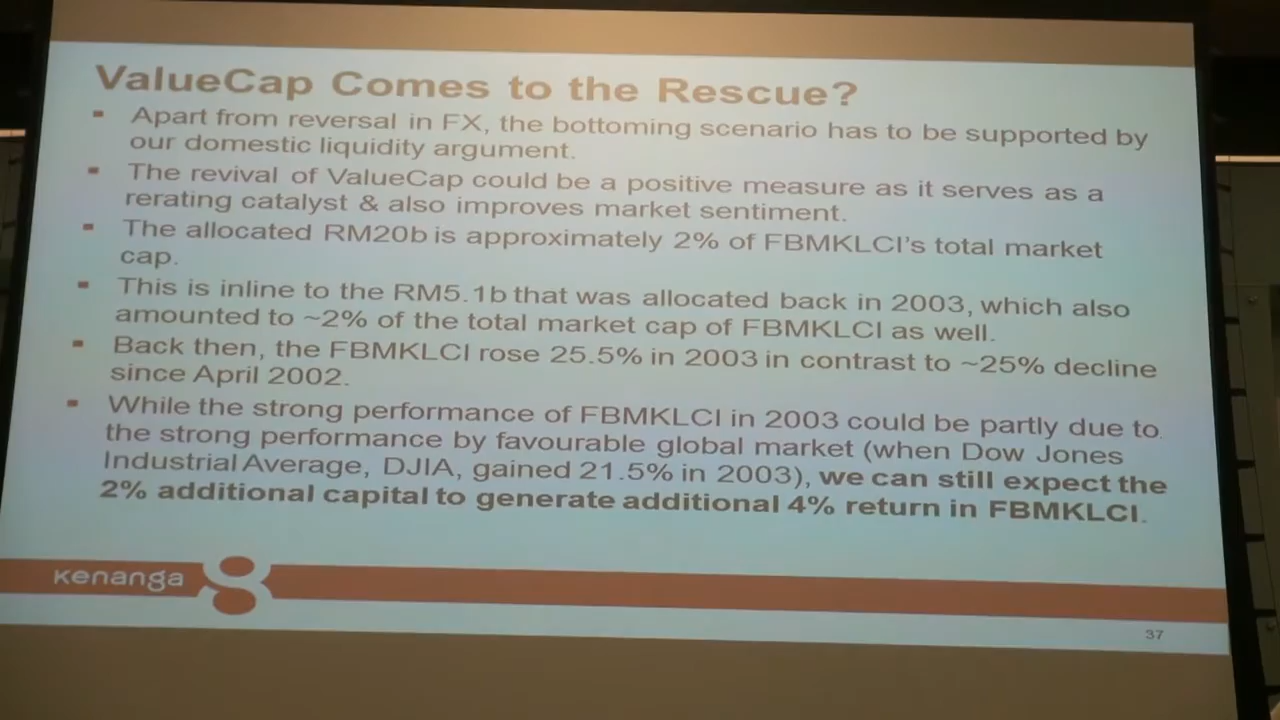 ValueCap Comes to the Rescue?
▪ Apart from reversal in FX, the bottoming scenario has to be supported by
our domestic liquidity argument.
▪ The revival of ValueCap could be a positive measure as it serves as a
rerating catalyst & also improves market sentiment.
▪ The allocated RM20b is approximately 2% of FBMKLCI's total market
cap.
▪ This is inline to the RM5.1b that was allocated back in 2003, which also
amounted to ~2% of the total market cap of FBMKLCI as well.
▪ Back then, the FBMKLCI rose 25.5% in 2003 in contrast to ~25% decline
since April 2002.
▪ While the strong performance of FBMKLCI in 2003 could be partly due to
the strong performance by favourable global market (when Dow Jones
Industrial Average, DJIA, gained 21.5% in 2003), we can still expect the
2% additional capital to generate additional 4% return in FBMKLCI.
kenanga
37